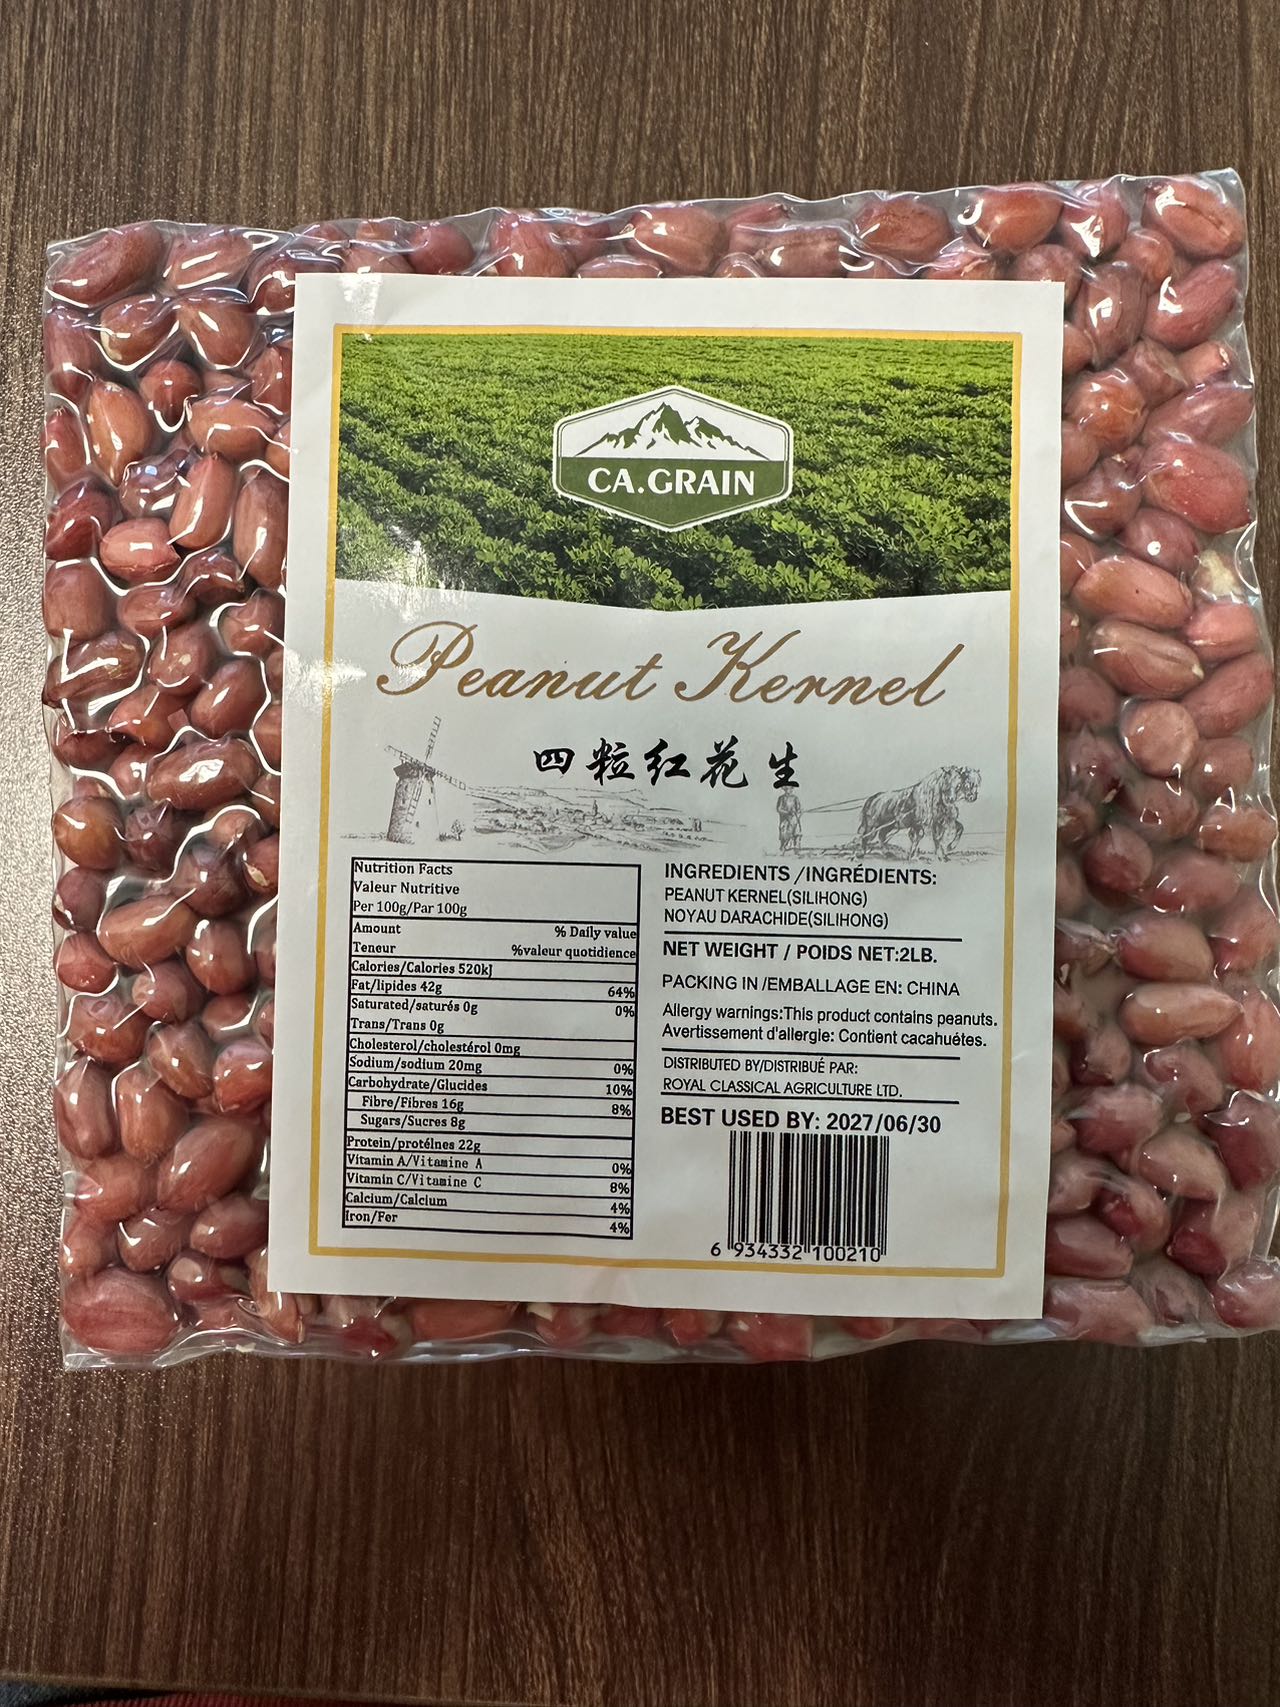 CA.GRAIN
Peanut Kernel
四粒红花生
Nutrition Facts
Valeur Nutritive
Per 100g/Par 100g
Amount % Daily value
Teneur %valeur quotidience
Calories/Calories 520kJ
Fat/lipides 42g 64%
Saturated/saturés 0g 0%
Trans/Trans 0g
Cholesterol/cholestérol 0mg
Sodium/sodium 20mg 0%
Carbohydrate/Glucides 10%
Fibre/Fibres 16g 8%
Sugars/Sucres 8g
Protein/protélnes 22g
Vitamin A/Vitamine A 0%
Vitamin C/Vitamine C 8%
Calcium/Calcium 4%
Iron/Fer 4%
INGREDIENTS /INGRÉDIENTS:
PEANUT KERNEL(SILIHONG)
NOYAU DARACHIDE(SILIHONG)
NET WEIGHT / POIDS NET:2LB.
PACKING IN /EMBALLAGE EN: CHINA
Allergy warnings:This product contains peanuts.
Avertissement d'allergie: Contient cacahuétes.
DISTRIBUTED BY/DISTRIBUÉ PAR:
ROYAL CLASSICAL AGRICULTURE LTD.
BEST USED BY: 2027/06/30
6 934332 100210